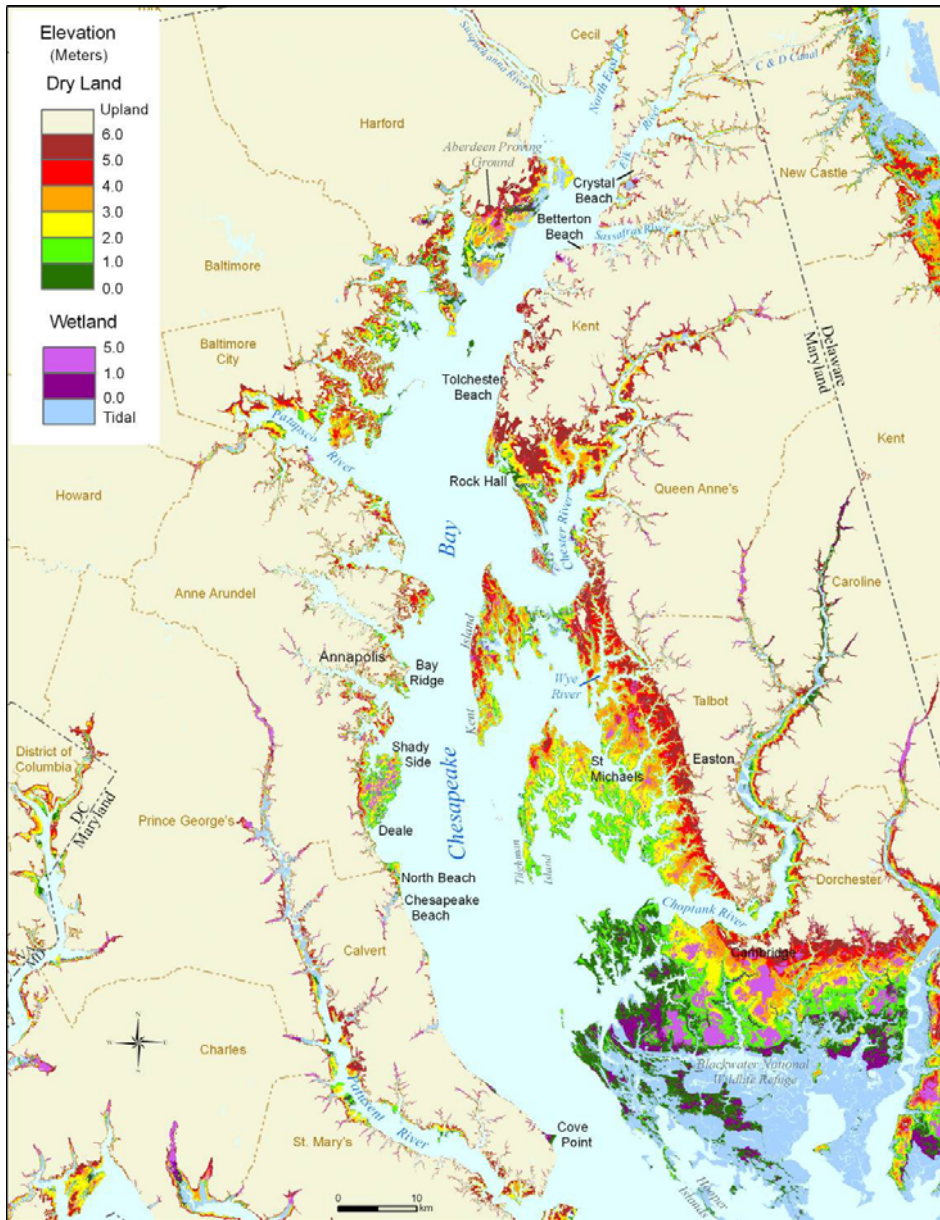 Elevation
(Meters)
Dry Land
Upland
6.0
5.0
4.0
3.0
2.0
1.0
0.0
Wetland
5.0
1.0
0.0
Tidal
Cecil
Susquehanna River
North East R.
C & D Canal
Elk River
Harford
Aberdeen Proving
Ground
New Castle
Crystal
Beach
Betterton
Beach
Sassafras River
Baltimore
Kent
Baltimore
City
Delaware
Maryland
Tolchester
Beach
Patapsco
River
Kent
Rock Hall
Howard
Queen Anne's
Chester River
Bay
Caroline
Anne Arundel
Kent Island
Annapolis
Bay
Ridge
Wye
River
Talbot
District of
Columbia
Shady
Side
St
Michaels
Easton
DC
Maryland
Prince George's
Chesapeake
Deale
Tilghman
Island
North Beach
Dorchester
Chesapeake
Beach
Choptank River
Calvert
Cambridge
MD
N
W
E
S
Charles
Blackwater National
Wildlife Refuge
Patuxent
River
Cove
Point
St. Mary's
Hooper
Islands
0
10
km